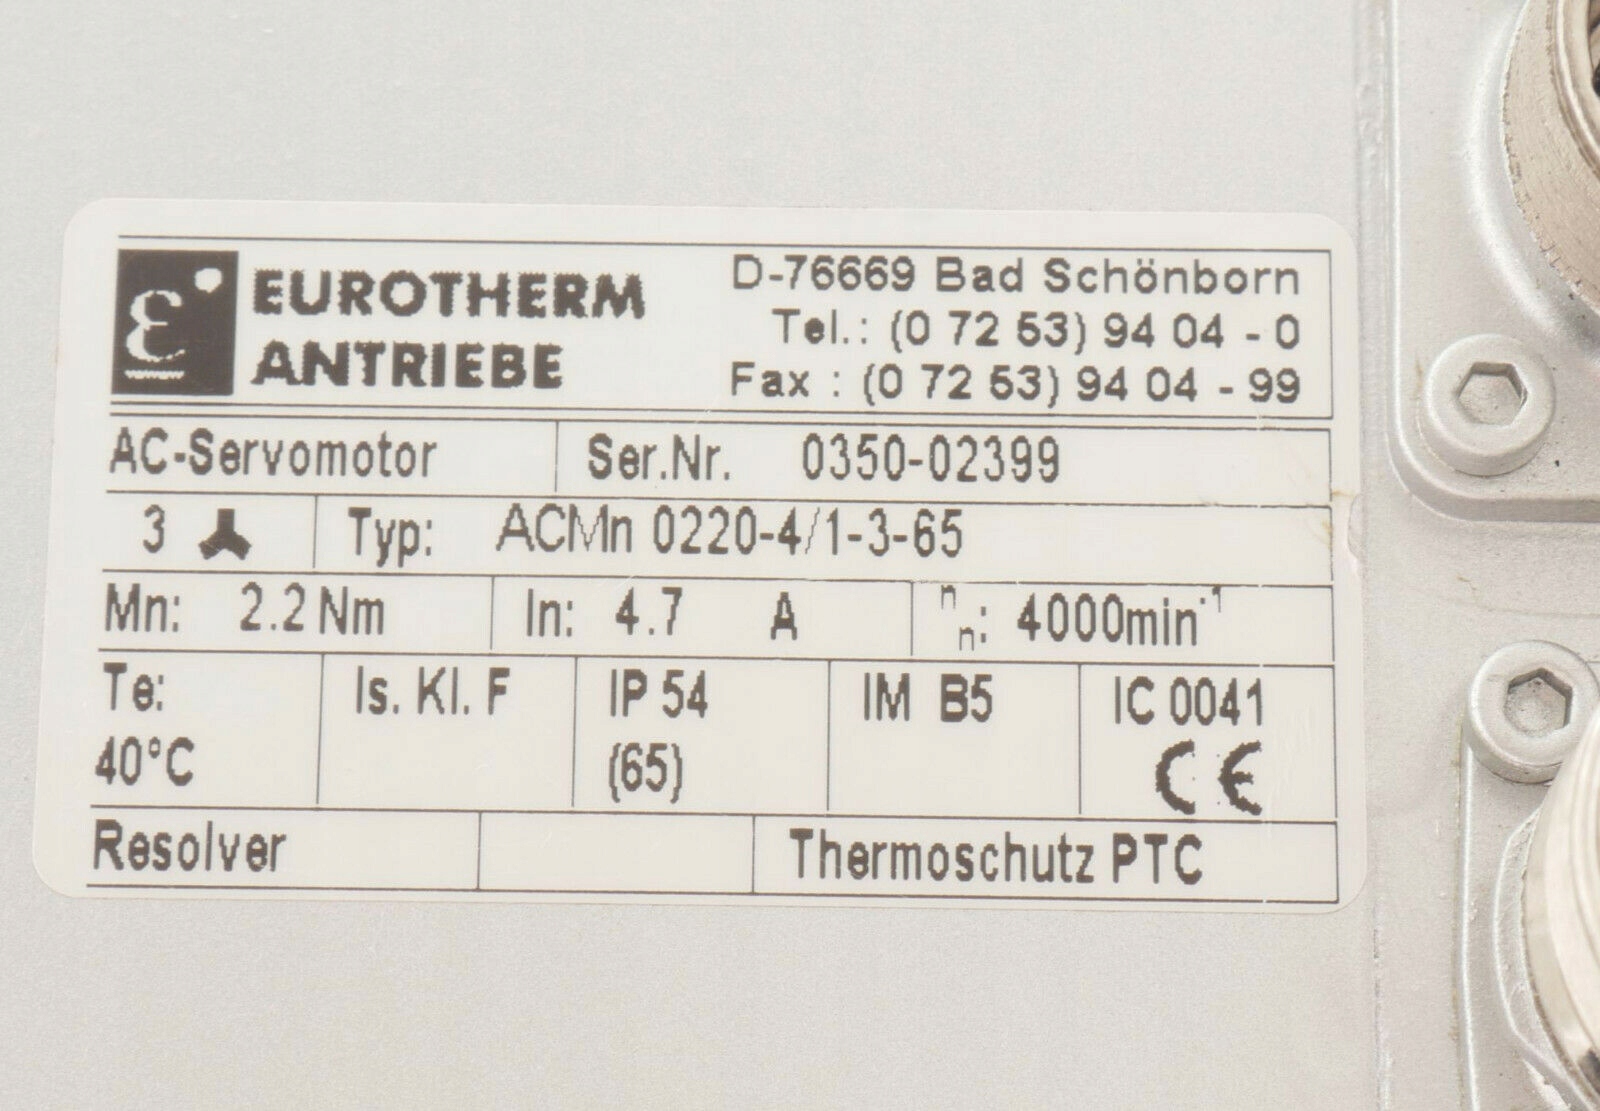 EUROTHERM
ANTRIEBE
D-76669 Bad Schönborn
Tel.: (0 72 53) 94 04 - 0
Fax : (0 72 53) 94 04 - 99
AC-Servomotor Ser.Nr. 0350-02399
3 Typ: ACMn 0220-4/1-3-65
Mn: 2.2 Nm In: 4.7 A nn: 4000min-1
Te: Is. Kl. F IP 54 IM B5 IC 0041
40°C (65) CE
Resolver Thermoschutz PTC